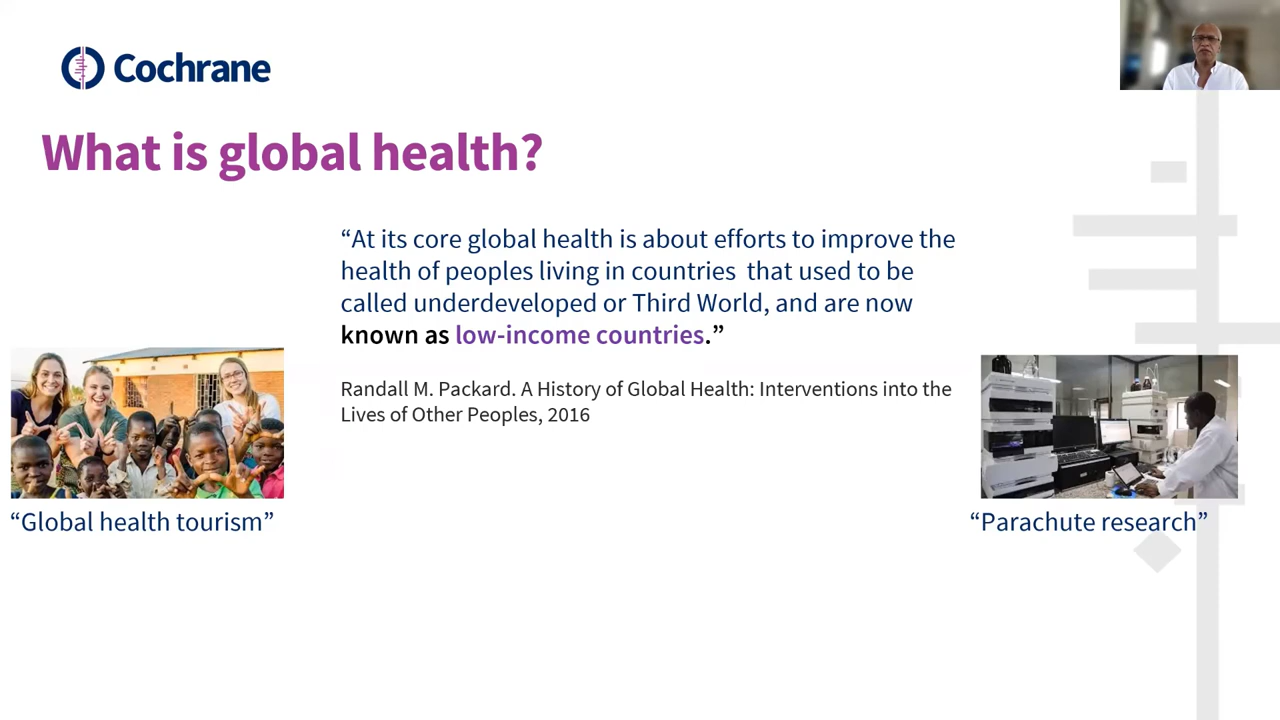 Cochrane
What is global health?
“At its core global health is about efforts to improve the
health of peoples living in countries  that used to be
called underdeveloped or Third World, and are now
known as low-income countries.”
Randall M. Packard. A History of Global Health: Interventions into the
Lives of Other Peoples, 2016
“Global health tourism”
“Parachute research”